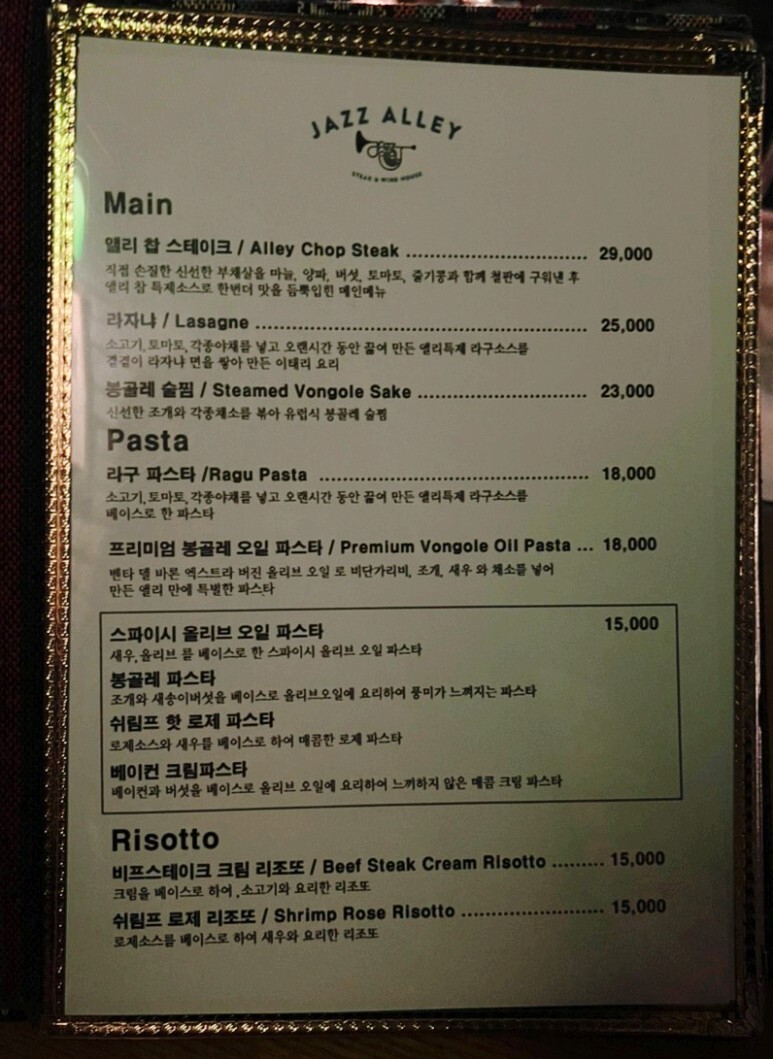 JAZZ ALLEY
STEAK & WINE HOUSE
Main
앨리 찹 스테이크 / Alley Chop Steak ................................ 29,000
직접 손질한 신선한 부채살을 마늘, 양파, 버섯, 토마토, 줄기콩과 함께 철판에 구워낸 후
앨리 찹 특제소스로 한번더 맛을 듬뿍입힌 메인메뉴
라자냐 / Lasagne ................................ 25,000
소고기, 토마토, 각종야채를 넣고 오랜시간 동안 끓여 만든 앨리특제 라구소스를
겹겹이 라자냐 면을 쌓아 만든 이태리 요리
봉골레 술찜 / Steamed Vongole Sake ................................ 23,000
신선한 조개와 각종채소를 볶아 유럽식 봉골레 술찜
Pasta
라구 파스타 /Ragu Pasta ................................ 18,000
소고기, 토마토, 각종야채를 넣고 오랜시간 동안 끓여 만든 앨리특제 라구소스를
베이스로 한 파스타
프리미엄 봉골레 오일 파스타 / Premium Vongole Oil Pasta ... 18,000
벤타 델 바론 엑스트라 버진 올리브 오일 로 비단가리비, 조개, 새우 와 채소를 넣어
만든 앨리 만에 특별한 파스타
스파이시 올리브 오일 파스타 15,000
새우, 올리브 를 베이스로 한 스파이시 올리브 오일 파스타
봉골레 파스타
조개와 새송이버섯을 베이스로 올리브오일에 요리하여 풍미가 느껴지는 파스타
쉬림프 핫 로제 파스타
로제소스와 새우를 베이스로 하여 매콤한 로제 파스타
베이컨 크림파스타
베이컨과 버섯을 베이스로 올리브 오일에 요리하여 느끼하지 않은 매콤 크림 파스타
Risotto
비프스테이크 크림 리조또 / Beef Steak Cream Risotto ......... 15,000
크림을 베이스로 하여 , 소고기와 요리한 리조또
쉬림프 로제 리조또 / Shrimp Rose Risotto ........................ 15,000
로제소스를 베이스로 하여 새우와 요리한 리조또